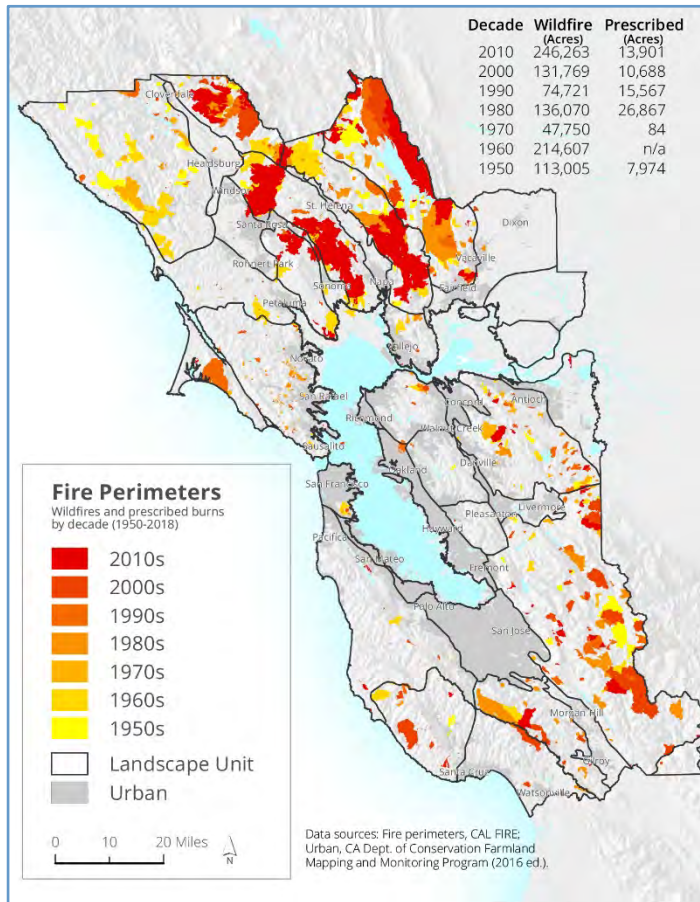 Decade Wildfire Prescribed
(Acres) (Acres)
2010 246,263 13,901
2000 131,769 10,688
1990 74,721 15,567
1980 136,070 26,867
1970 47,750 84
1960 214,607 n/a
1950 113,005 7,974
Cloverdale
Healdsburg
Windsor
St. Helena
Santa Rosa
Dixon
Rohnert Park
Vacaville
Sonoma
Napa
Fairfield
Petaluma
Vallejo
Novato
San Rafael
Concord
Antioch
Richmond
Walnut Creek
Sausalito
Oakland
Danville
San Francisco
Livermore
Pleasanton
Hayward
Pacifica
San Mateo
Fremont
Palo Alto
San Jose
Morgan Hill
Gilroy
Santa Cruz
Watsonville
Fire Perimeters
Wildfires and prescribed burns
by decade (1950-2018)
2010s
2000s
1990s
1980s
1970s
1960s
1950s
Landscape Unit
Urban
0 10 20 Miles
N
Data sources: Fire perimeters, CAL FIRE;
Urban, CA Dept. of Conservation Farmland
Mapping and Monitoring Program (2016 ed.).